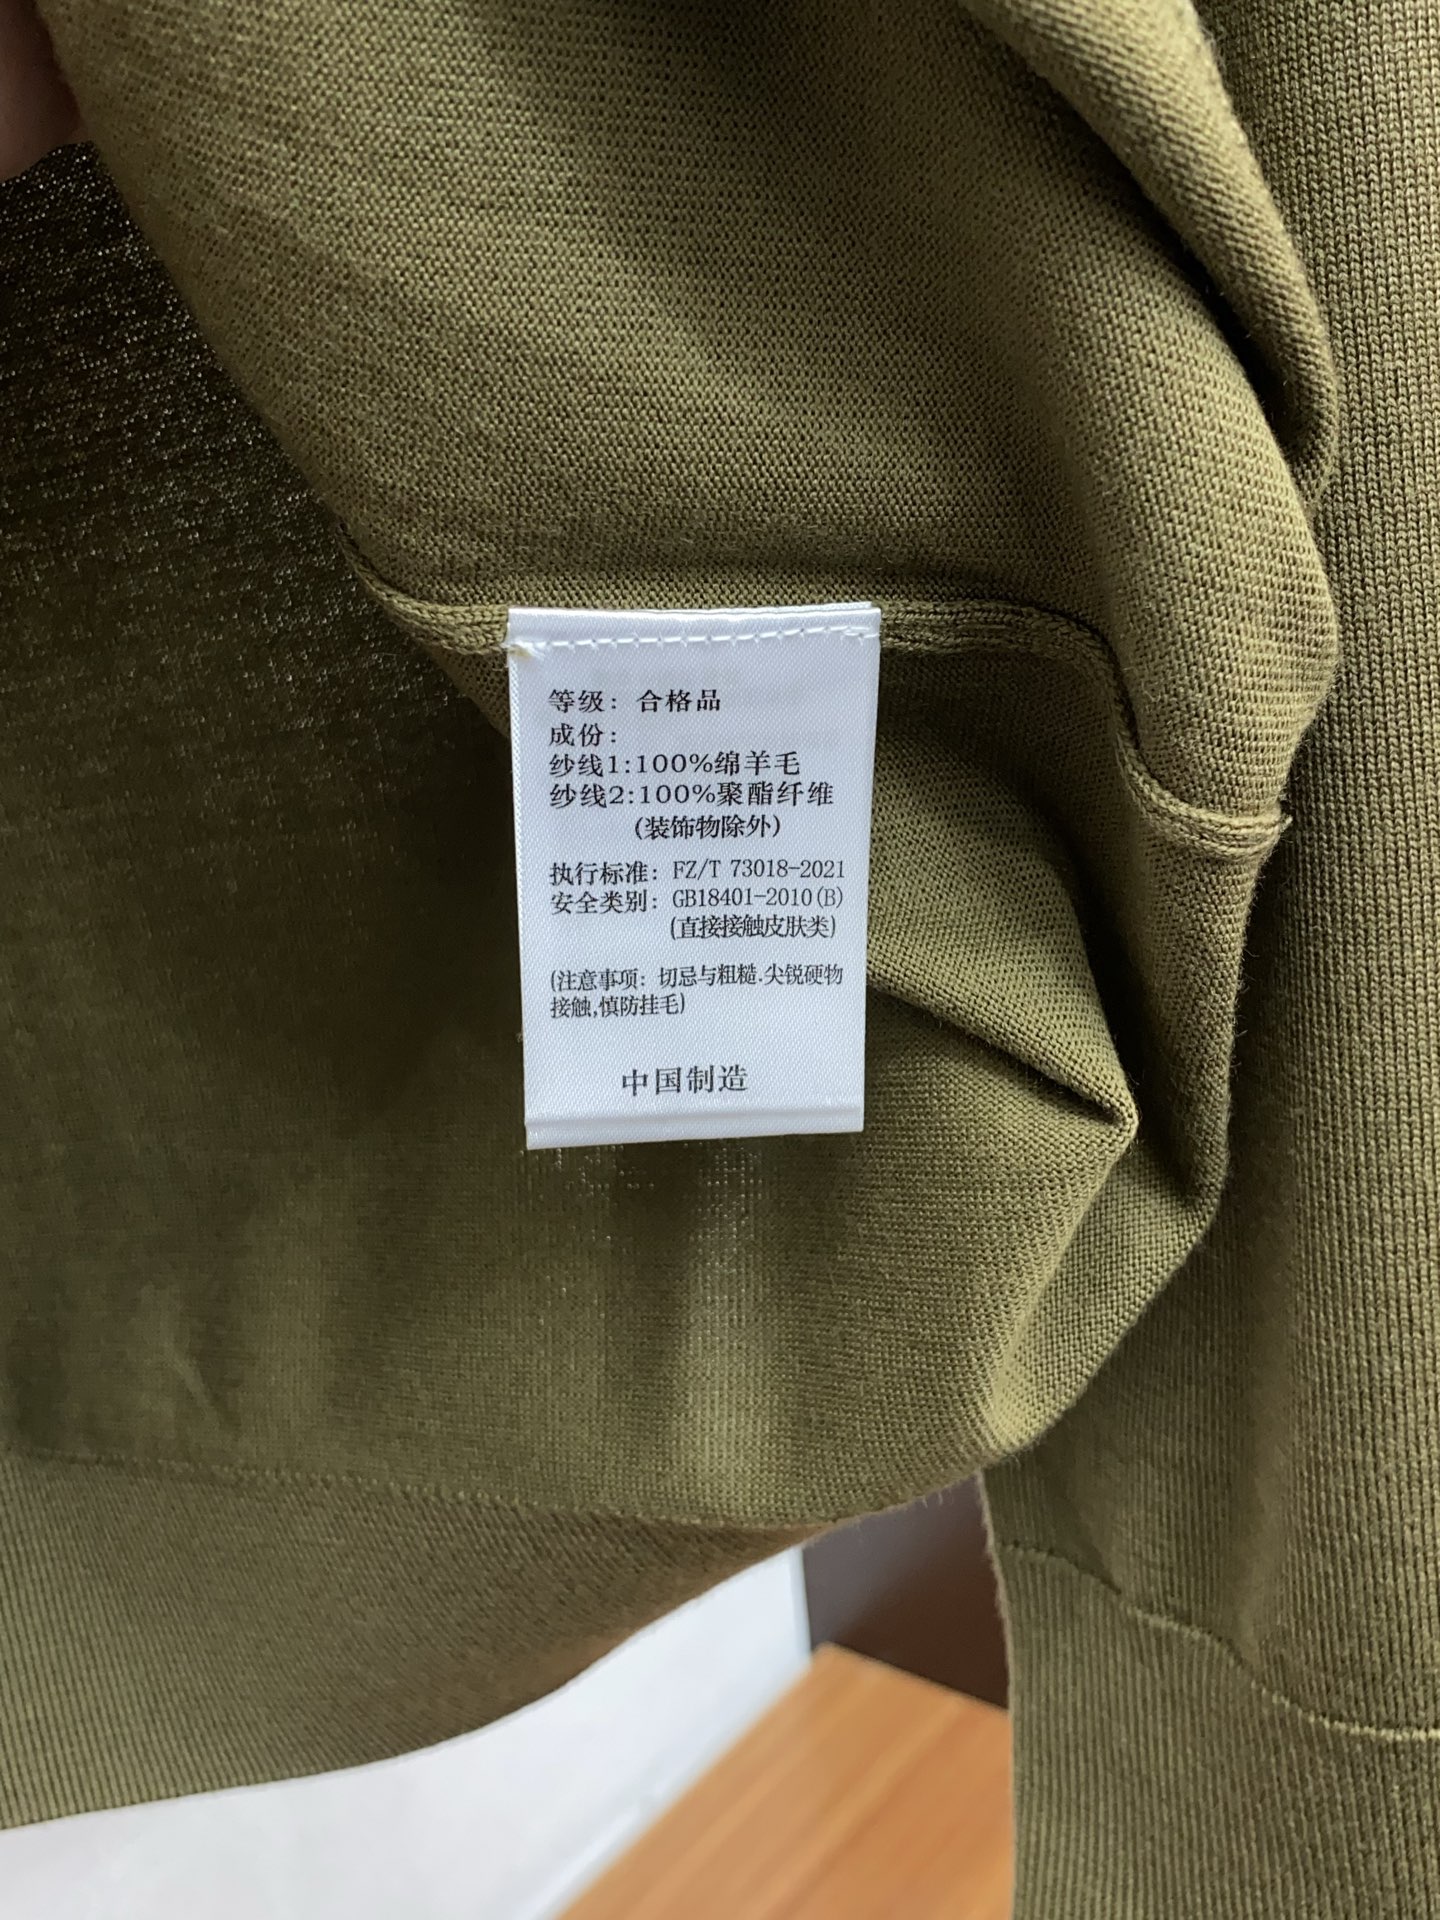 等级: 合格品
成份:
纱线1:100%绵羊毛
纱线2:100%聚酯纤维
(装饰物除外)
执行标准: FZ/T 73018-2021
安全类别: GB18401-2010(B)
(直接接触皮肤类)
(注意事项: 切忌与粗糙.尖锐硬物
接触,慎防挂毛)
中国制造